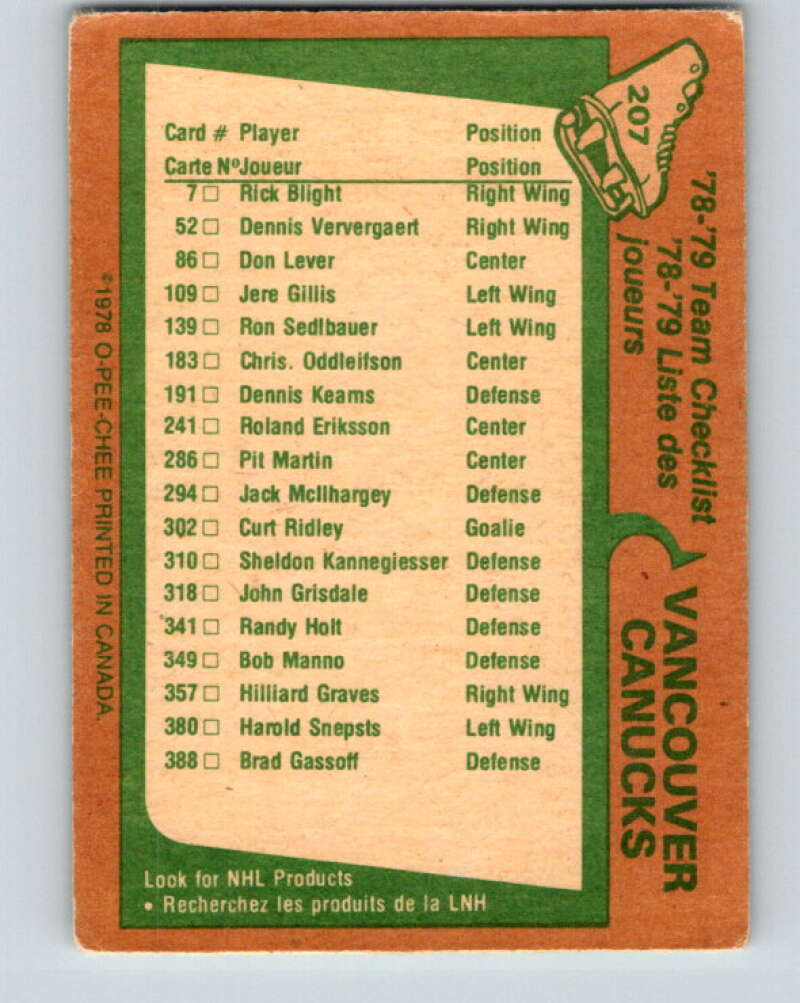 207
'78-'79 Team Checklist
'78-'79 Liste des
joueurs
VANCOUVER
CANUCKS
Card # Player Position
Carte Nº Joueur Position
7 □ Rick Blight Right Wing
52 □ Dennis Ververgaert Right Wing
86 □ Don Lever Center
109 □ Jere Gillis Left Wing
139 □ Ron Sedlbauer Left Wing
183 □ Chris. Oddleifson Center
191 □ Dennis Kearns Defense
241 □ Roland Eriksson Center
286 □ Pit Martin Center
294 □ Jack McIlhargey Defense
302 □ Curt Ridley Goalie
310 □ Sheldon Kannegiesser Defense
318 □ John Grisdale Defense
341 □ Randy Holt Defense
349 □ Bob Manno Defense
357 □ Hilliard Graves Right Wing
380 □ Harold Snepsts Left Wing
388 □ Brad Gassoff Defense
Look for NHL Products
• Recherchez les produits de la LNH
©1978 O-PEE-CHEE PRINTED IN CANADA.